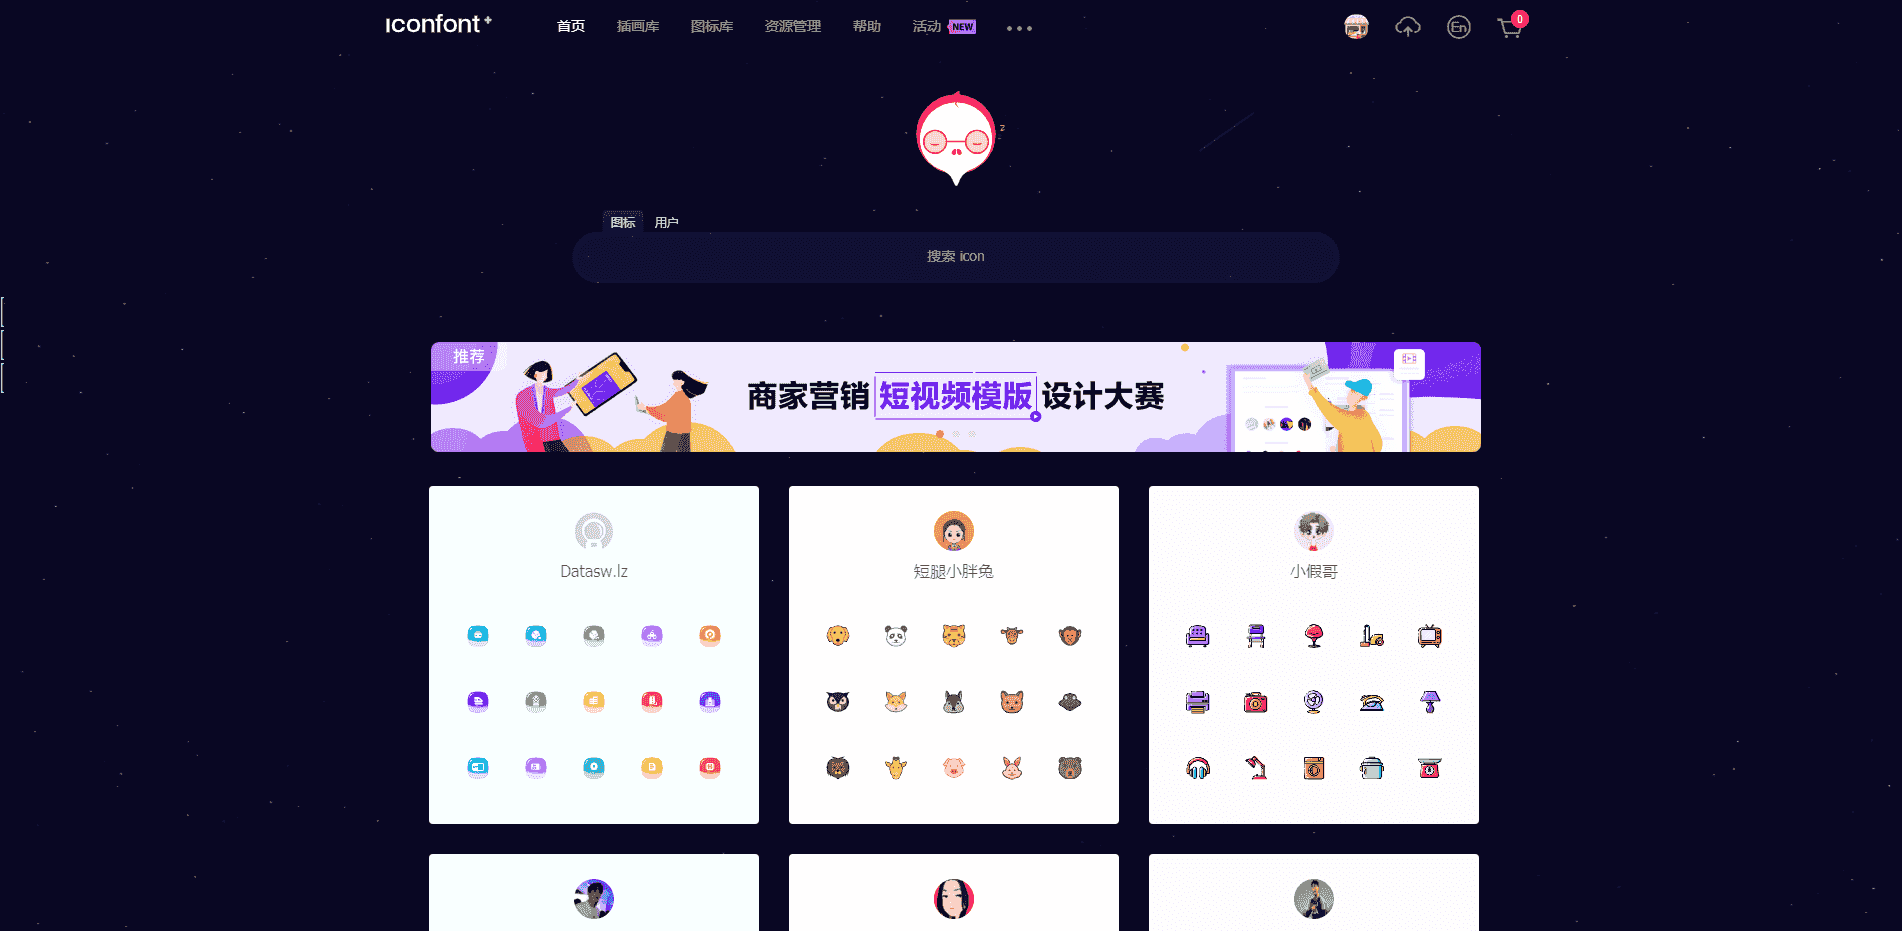 iconfont+
首页 插画库 图标库 资源管理 帮助 活动 NEW
En
0
z
图标 用户
搜索 icon
推荐
商家营销 短视频模版 设计大赛
Datasw.lz
短腿小胖兔
小假哥